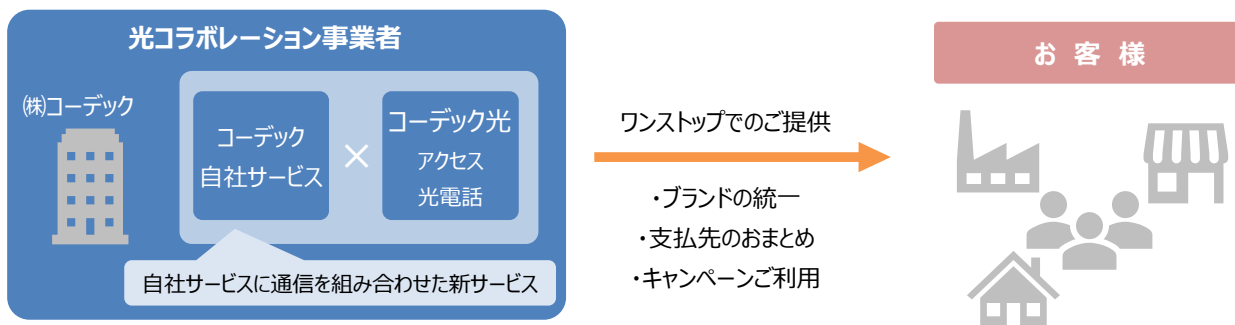 光コラボレーション事業者
㈱コーデック
コーデック
自社サービス
×
コーデック光
アクセス
光電話
自社サービスに通信を組み合わせた新サービス
ワンストップでのご提供
・ブランドの統一
・支払先のおまとめ
・キャンペーンご利用
お 客 様